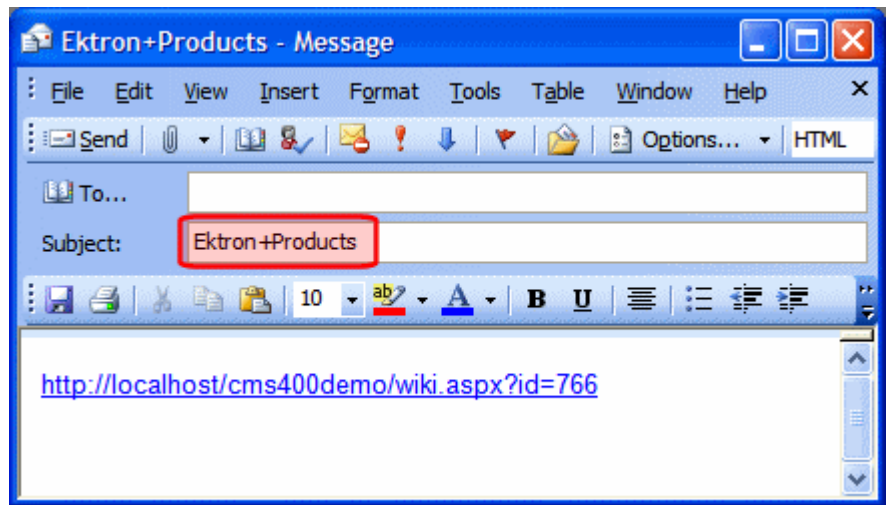 Ektron+Products - Message
File Edit View Insert Format Tools Table Window Help
Send Options... HTML
To...
Subject: Ektron+Products
10 ab A B U
http://localhost/cms400demo/wiki.aspx?id=766